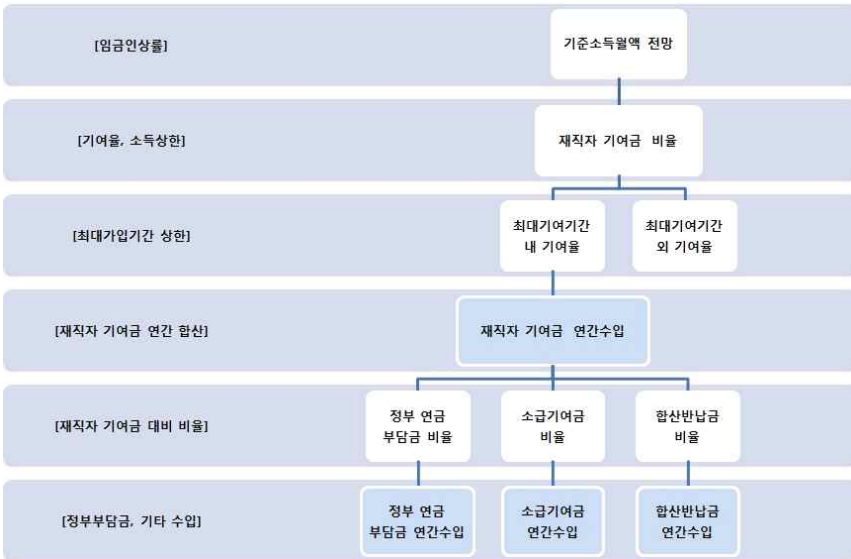 [임금인상률]
기준소득월액 전망
[기여율, 소득상한]
재직자 기여금 비율
[최대가입기간 상한]
최대기여기간
내 기여율
최대기여기간
외 기여율
[재직자 기여금 연간 합산]
재직자 기여금 연간수입
[재직자 기여금 대비 비율]
정부 연금
부담금 비율
소급기여금
비율
합산반납금
비율
[정부부담금, 기타 수입]
정부 연금
부담금 연간수입
소급기여금
연간수입
합산반납금
연간수입